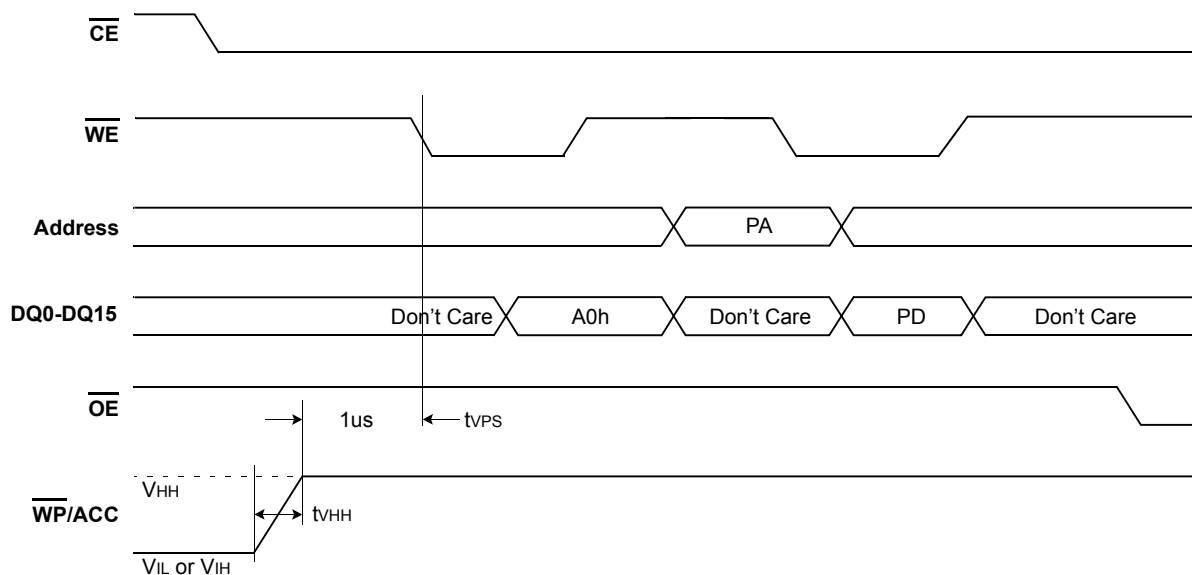 CE
WE
Address
PA
DQ0-DQ15
Don't Care
A0h
Don't Care
PD
Don't Care
OE
1us
tVPS
VHH
WP/ACC
tVHH
VIL or VIH